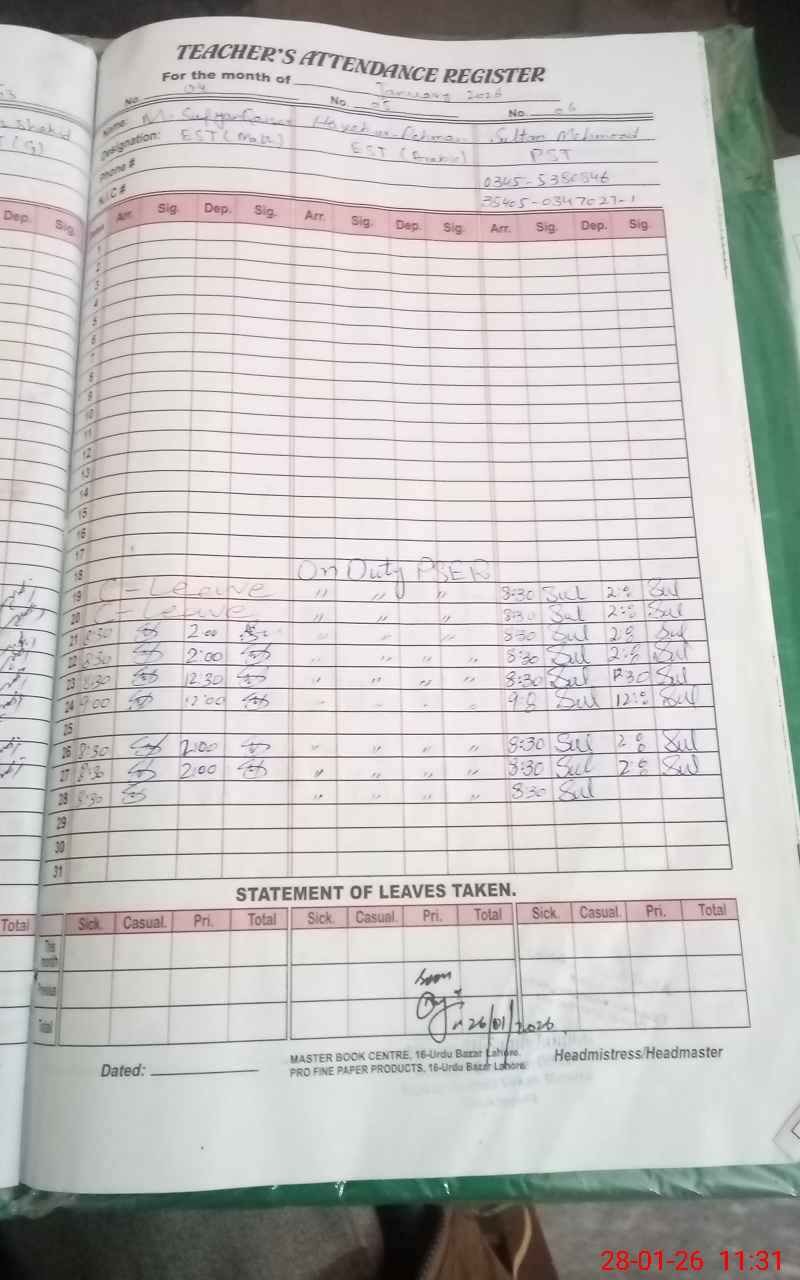 TEACHER'S ATTENDANCE REGISTER
For the month of January 2026
No. 04 No. 05 No. 06
Name: M. Hayat ur Rehman Sultan Mehmood
Designation: EST (Math) EST (Arabic) PST
Phone # 0345-5380846
N.I.C # 35405-0347027-1
Dep. Sig. Arr. Sig. Dep. Sig. Arr. Sig. Dep. Sig. Arr. Sig. Dep. Sig.
1
2
3
4
5
6
7
8
9
10
11
12
13
14
15
16
17
18 On Duty PSER
19 C-Leave " " " 8:30 Sul 2:00 Sul
20 C-Leave " " " 8:30 Sul 2:00 Sul
21 8:30 2:00 " " " 8:30 Sul 2:00 Sul
22 8:30 2:00 " " " " 8:30 Sul 2:00 Sul
23 8:30 12:30 " " " " 8:30 Sul 12:30 Sul
24 9:00 12:00 " " " " 9:00 Sul 12:00 Sul
25
26 8:30 2:00 " " " " 8:30 Sul 2:00 Sul
27 8:30 2:00 " " " " 8:30 Sul 2:00 Sul
28 8:30 " " " " 8:30 Sul
29
30
31
STATEMENT OF LEAVES TAKEN.
Total Sick. Casual. Pri. Total Sick. Casual. Pri. Total Sick. Casual. Pri. Total
This month
Previous
Total
Seen
26/01/2026
Dated: MASTER BOOK CENTRE, 16-Urdu Bazar Lahore. Headmistress/Headmaster
PRO FINE PAPER PRODUCTS, 16-Urdu Bazar Lahore.
28-01-26 11:31